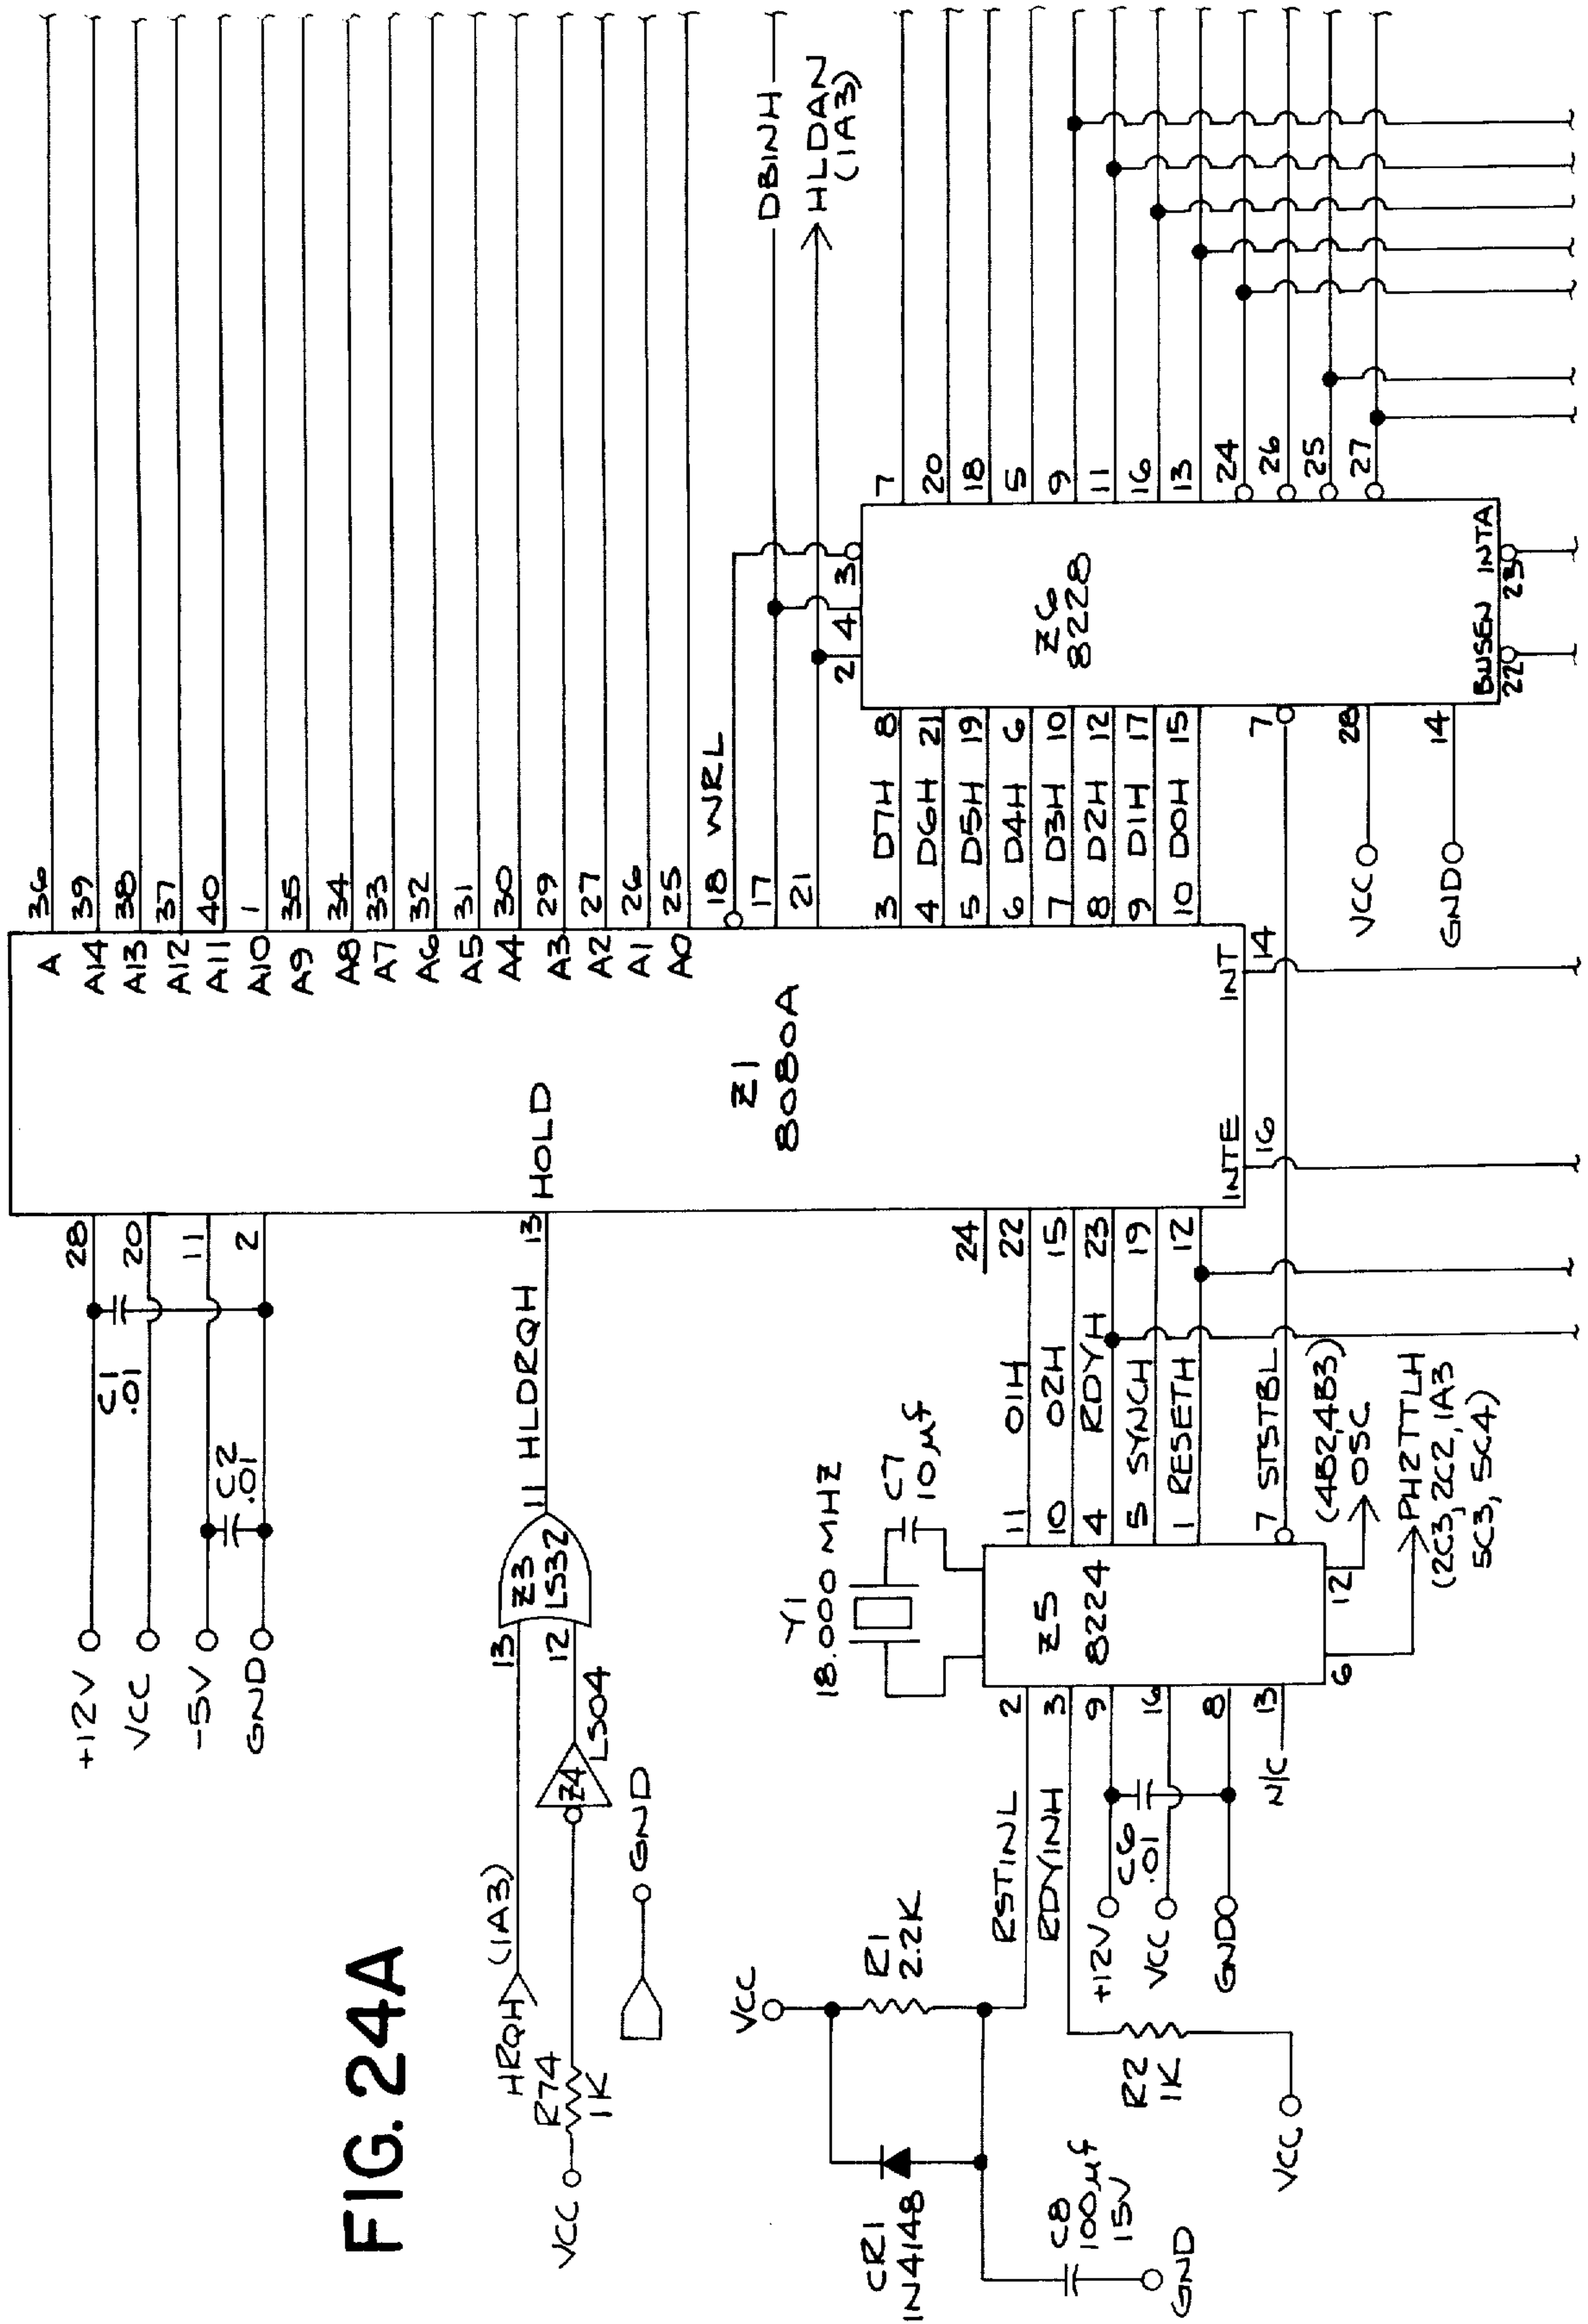 FIG. 24A
+12V
VCC
-5V
GND
C1
.01
C2
.01
28
20
11
2
A 36
A14 39
A13 38
A12 37
A11 40
A10 1
A9 35
A8 34
A7 33
A6 32
A5 31
A4 30
A3 29
A2 27
A1 26
A0 25
18 WRL
17
21
DBINH
HLDAN
(1A3)
HRQH (1A3)
VCC
R74
1K
Z4
LS04
GND
13
12
Z3
LS32
11 HLDRQH 13
HOLD
Z1
8080A
INTE
16
INT
14
24
11 O1H 22
10 O2H 15
4 RDYH 23
5 SYNCH 19
1 RESETH 12
7 STSTBL 7
3 D7H 8
4 D6H 21
5 D5H 19
6 D4H 6
7 D3H 10
8 D2H 12
9 D1H 17
10 D0H 15
VCC 28
GND 14
2
4
3
Z6
8228
BUSEN
22
INTA
23
7
20
18
5
9
11
16
13
24
26
25
27
Y1
18.000 MHZ
C7
10µf
Z5
8224
12
(4B2,4B3)
OSC
6
PH2TTLH
(2C3, 2C2, 1A3
5C3, 5C4)
VCC
R1
2.2K
CR1
1N4148
C8
100µf
15V
GND
RSTINL 2
RDYINH 3
R2
1K
VCC
+12V 9
C6
.01
VCC 16
GND 8
N/C 13